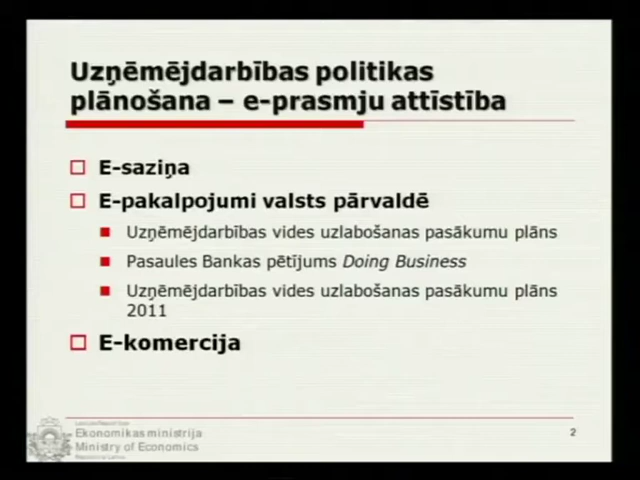 Uzņēmējdarbības politikas
plānošana – e-prasmju attīstība
E-saziņa
E-pakalpojumi valsts pārvaldē
Uzņēmējdarbības vides uzlabošanas pasākumu plāns
Pasaules Bankas pētījums Doing Business
Uzņēmējdarbības vides uzlabošanas pasākumu plāns
2011
E-komercija
Ekonomikas ministrija
2
Ministry of Economics